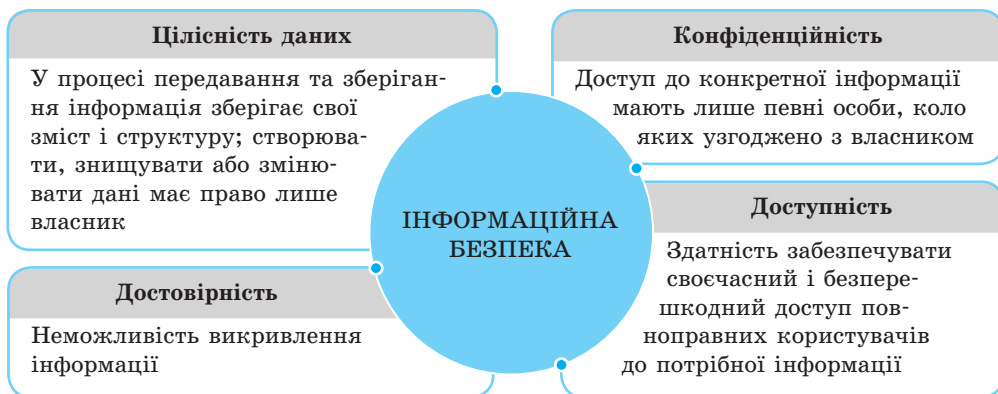 Цілісність даних
У процесі передавання та зберіган-
ня інформація зберігає свої
зміст і структуру; створюва-
ти, знищувати або зміню-
вати дані має право лише
власник
Конфіденційність
Доступ до конкретної інформації
мають лише певні особи, коло
яких узгоджено з власником
ІНФОРМАЦІЙНА
БЕЗПЕКА
Достовірність
Неможливість викривлення
інформації
Доступність
Здатність забезпечувати
своєчасний і безпере-
шкодний доступ пов-
ноправних користувачів
до потрібної інформації